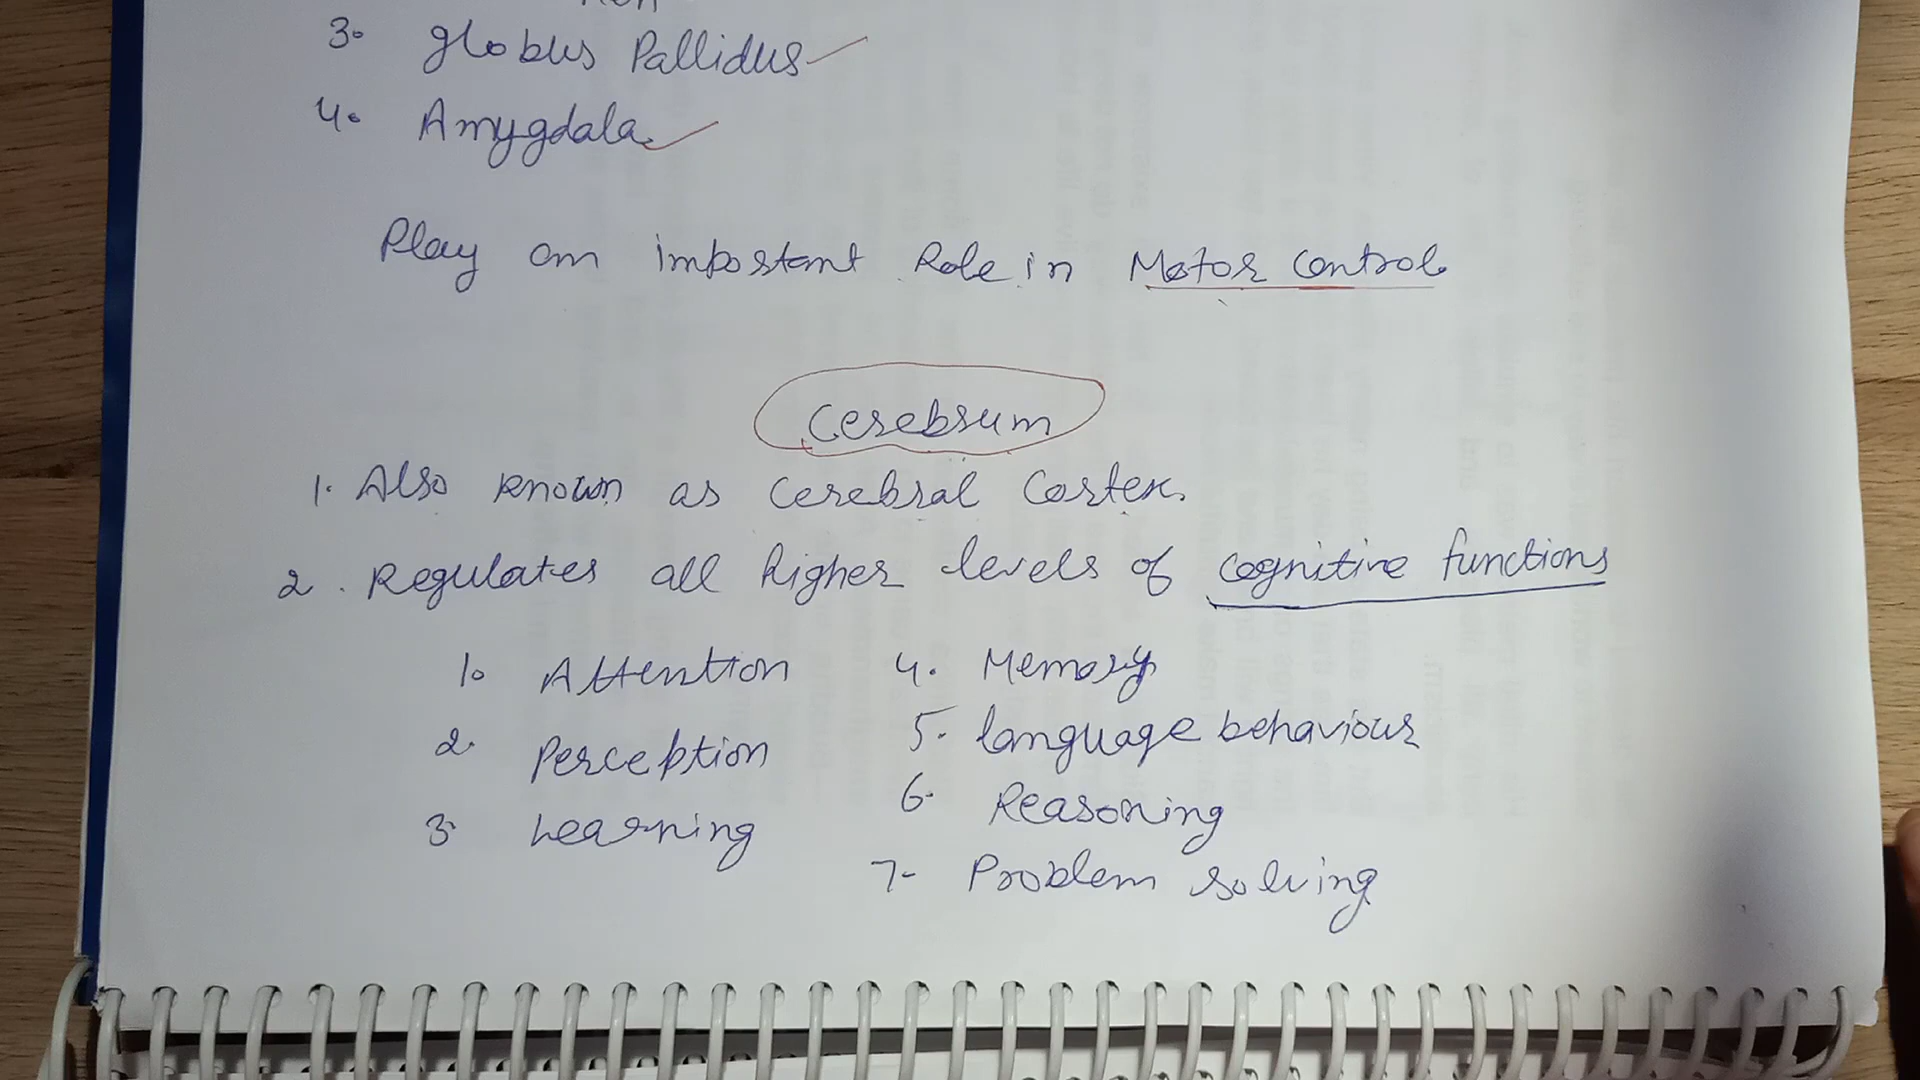 3. Globus Pallidus
4. Amygdala
Play an important Role in Motor control.
Cerebrum
1. Also known as Cerebral Cortex.
2. Regulates all higher levels of cognitive functions
1. Attention
2. Perception
3. Learning
4. Memory
5. language behaviour
6. Reasoning
7- Problem solving